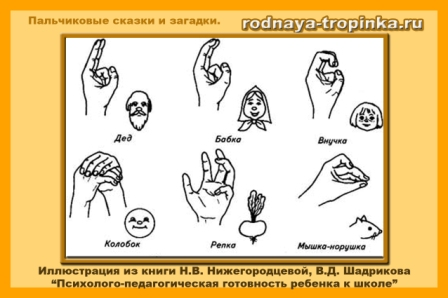 Пальчиковые сказки и загадки.
rodnaya-tropinka.ru
Дед
Бабка
Внучка
Колобок
Репка
Мышка-норушка
Иллюстрация из книги Н.В. Нижегородцевой, В.Д. Шадрикова
"Психолого-педагогическая готовность ребенка к школе"